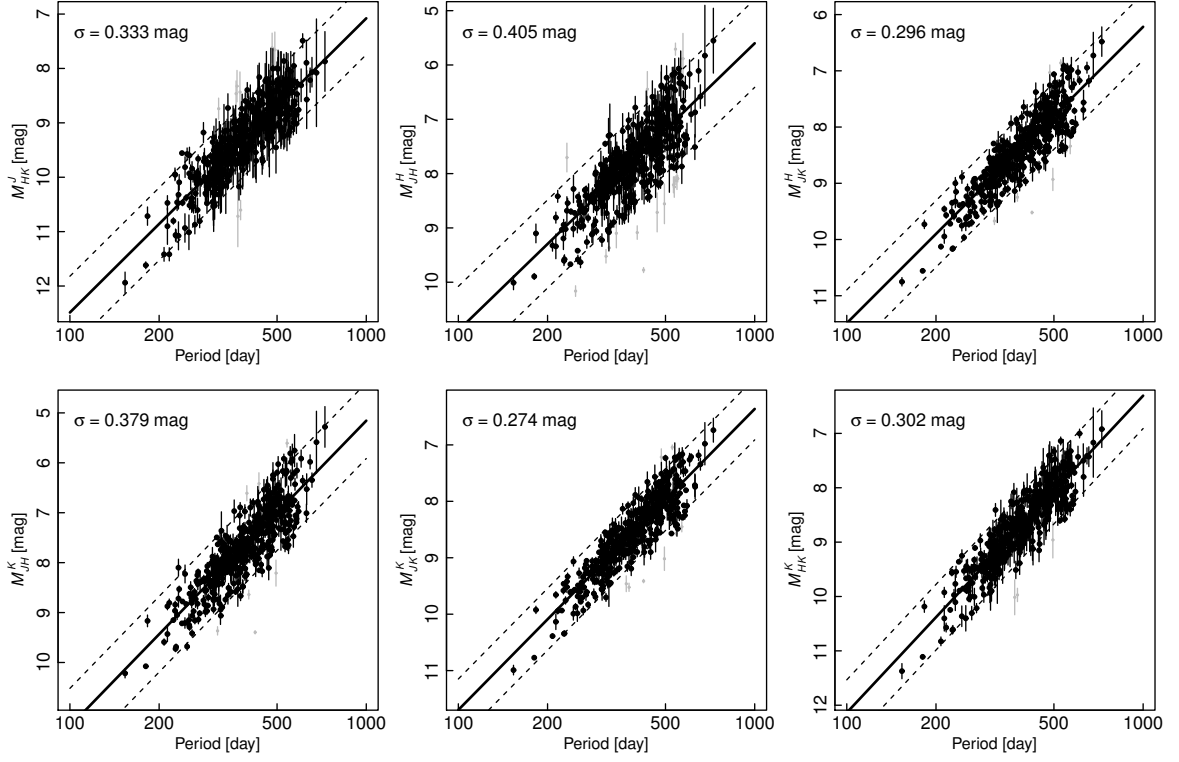 σ = 0.333 mag
7
8
9
10
11
12
M^J_HK [mag]
100 200 500 1000
Period [day]
σ = 0.405 mag
5
6
7
8
9
10
M^H_JH [mag]
100 200 500 1000
Period [day]
σ = 0.296 mag
6
7
8
9
10
11
M^H_JK [mag]
100 200 500 1000
Period [day]
σ = 0.379 mag
5
6
7
8
9
10
M^K_JH [mag]
100 200 500 1000
Period [day]
σ = 0.274 mag
7
8
9
10
11
M^K_JK [mag]
100 200 500 1000
Period [day]
σ = 0.302 mag
7
8
9
10
11
12
M^K_HK [mag]
100 200 500 1000
Period [day]